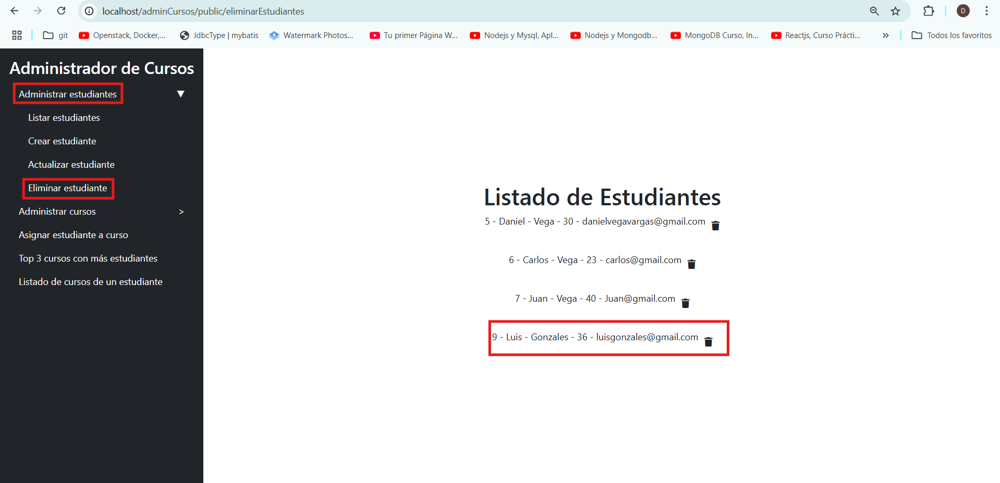 localhost/adminCursos/public/eliminarEstudiantes
D
git
Openstack, Docker,...
JdbcType | mybatis
Watermark Photos...
Tu primer Página W...
Nodejs y Mysql, Apl...
Nodejs y Mongodb...
MongoDB Curso, In...
Reactjs, Curso Prácti...
Todos los favoritos
Administrador de Cursos
Administrar estudiantes
Listar estudiantes
Crear estudiante
Actualizar estudiante
Eliminar estudiante
Administrar cursos >
Asignar estudiante a curso
Top 3 cursos con más estudiantes
Listado de cursos de un estudiante
Listado de Estudiantes
5 - Daniel - Vega - 30 - danielvegavargas@gmail.com
6 - Carlos - Vega - 23 - carlos@gmail.com
7 - Juan - Vega - 40 - Juan@gmail.com
9 - Luis - Gonzales - 36 - luisgonzales@gmail.com